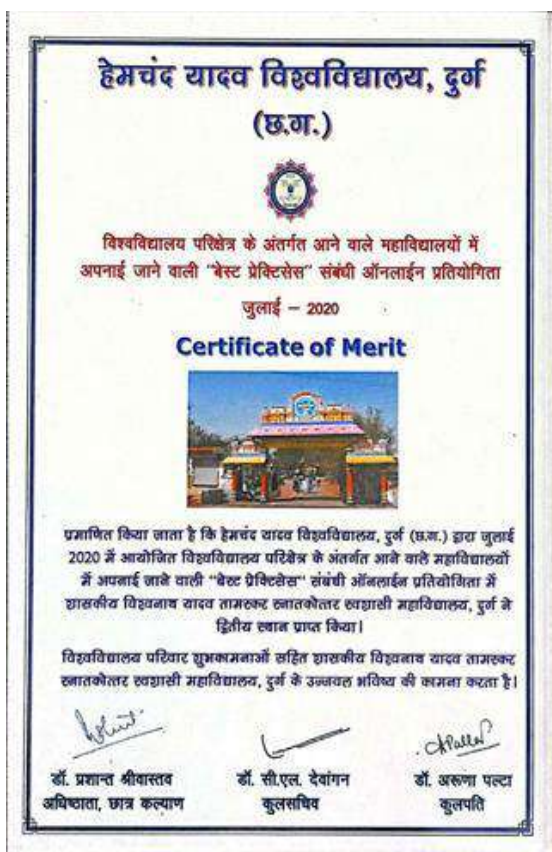 हेमचंद यादव विश्वविद्यालय, दुर्ग
(छ.ग.)
विश्वविद्यालय परिक्षेत्र के अंतर्गत आने वाले महाविद्यालयों में
अपनाई जाने वाली "बेस्ट प्रेक्टिसेस" संबंधी ऑनलाईन प्रतियोगिता
जुलाई – 2020
Certificate of Merit
प्रमाणित किया जाता है कि हेमचंद यादव विश्वविद्यालय, दुर्ग (छ.ग.) द्वारा जुलाई
2020 में आयोजित विश्वविद्यालय परिक्षेत्र के अंतर्गत आने वाले महाविद्यालयों
में अपनाई जाने वाली "बेस्ट प्रेक्टिसेस" संबंधी ऑनलाईन प्रतियोगिता में
शासकीय विश्वनाथ यादव तामस्कर स्नातकोत्तर स्वशासी महाविद्यालय, दुर्ग ने
द्वितीय स्थान प्राप्त किया।
विश्वविद्यालय परिवार शुभकामनाओं सहित शासकीय विश्वनाथ यादव तामस्कर
स्नातकोत्तर स्वशासी महाविद्यालय, दुर्ग के उज्जवल भविष्य की कामना करता है।
डॉ. प्रशान्त श्रीवास्तव
अधिष्ठाता, छात्र कल्याण
डॉ. सी.एल. देवांगन
कुलसचिव
डॉ. अरूणा पल्टा
कुलपति